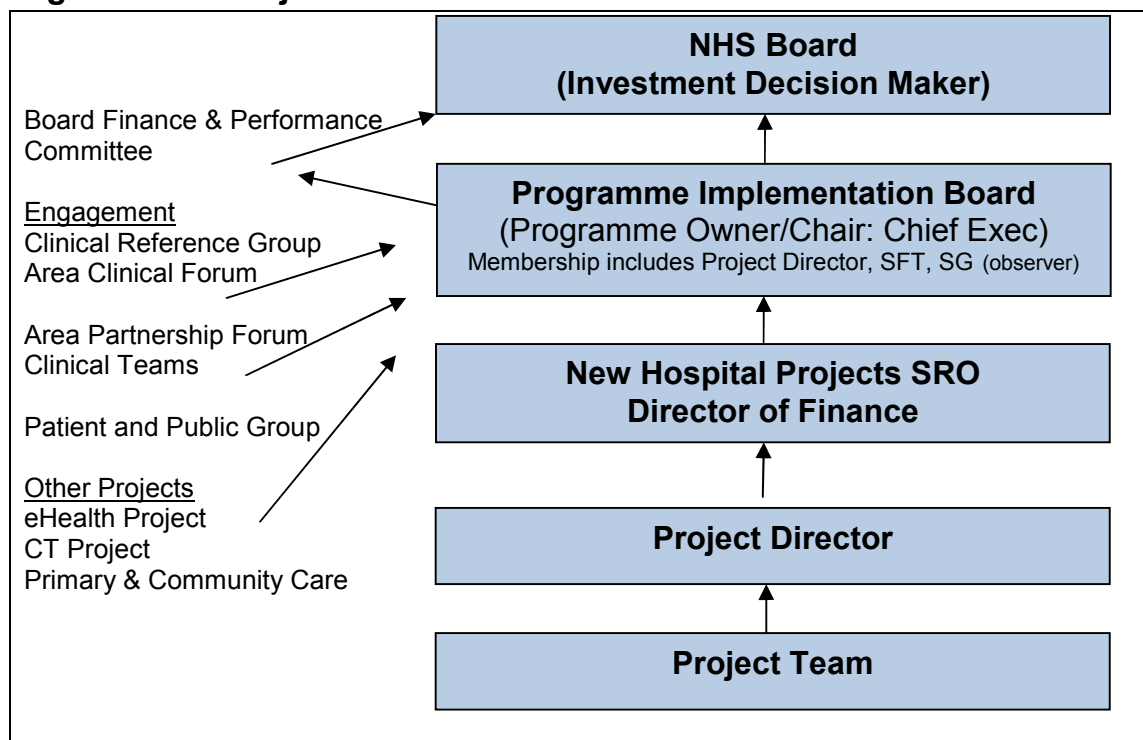 NHS Board
(Investment Decision Maker)
Board Finance & Performance
Committee
Programme Implementation Board
(Programme Owner/Chair: Chief Exec)
Membership includes Project Director, SFT, SG (observer)
Engagement
Clinical Reference Group
Area Clinical Forum
Area Partnership Forum
Clinical Teams
New Hospital Projects SRO
Director of Finance
Patient and Public Group
Other Projects
eHealth Project
CT Project
Primary & Community Care
Project Director
Project Team